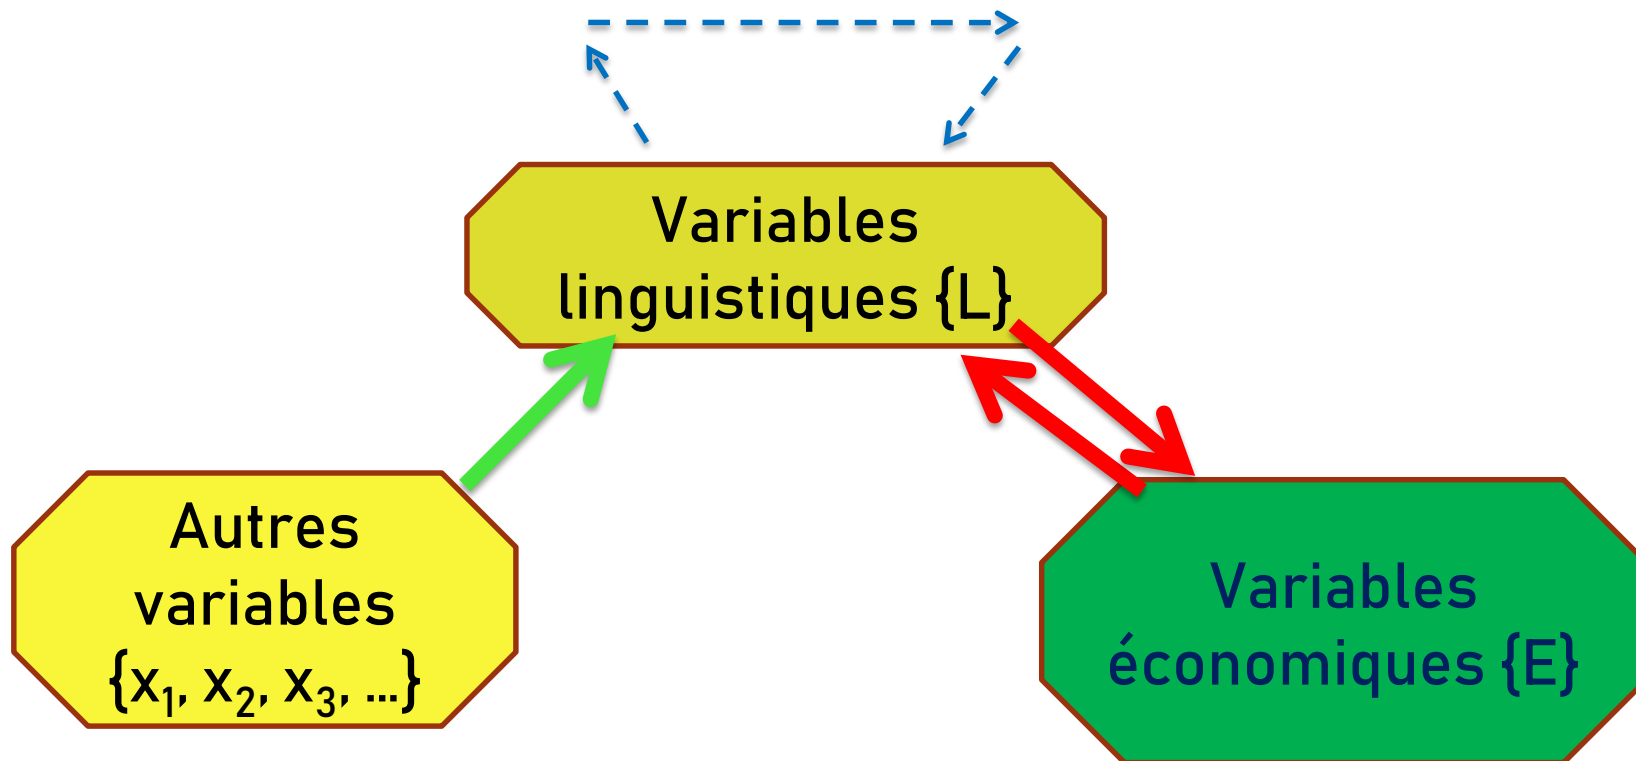 Variables
linguistiques {L}
Autres
variables
{x₁, x₂, x₃, ...}
Variables
économiques {E}